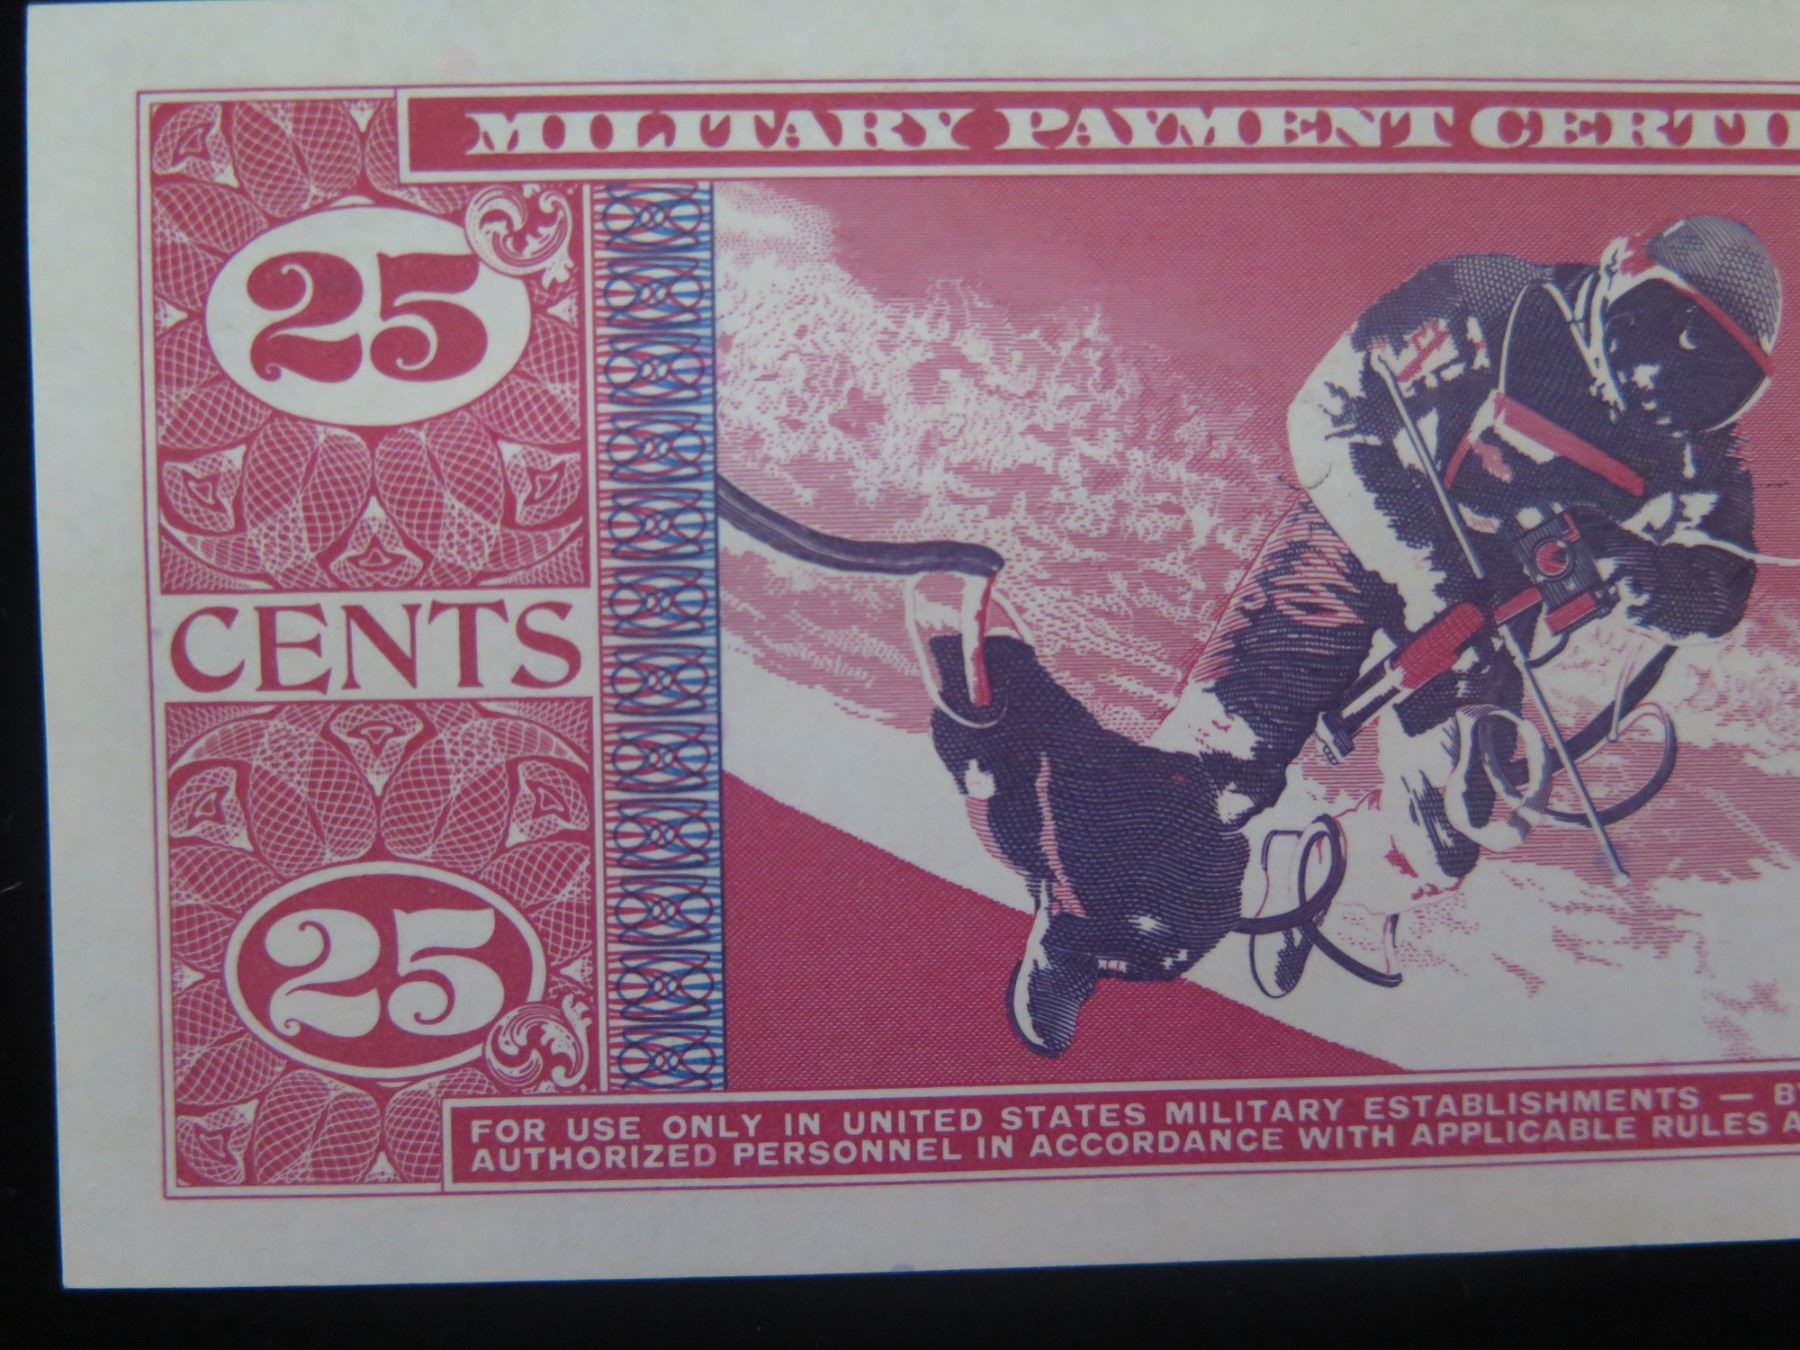 MILITARY PAYMENT CERTI
25
CENTS
25
FOR USE ONLY IN UNITED STATES MILITARY ESTABLISHMENTS — B
AUTHORIZED PERSONNEL IN ACCORDANCE WITH APPLICABLE RULES A